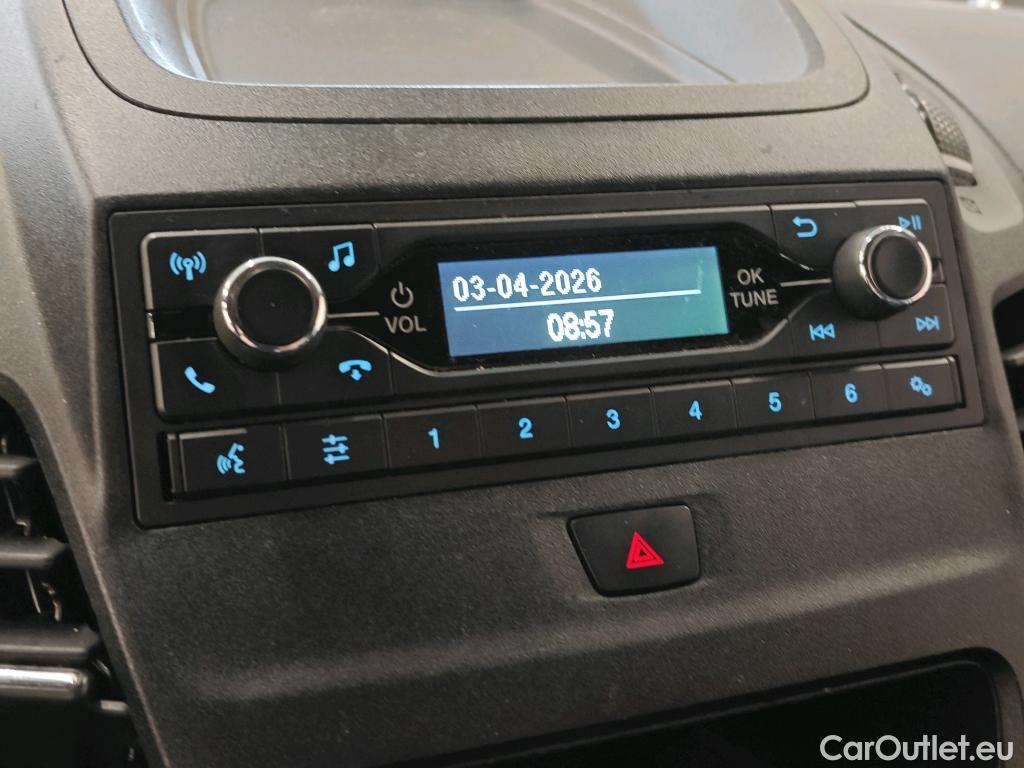 03-04-2026
08:57
VOL
OK
TUNE
1 2 3 4 5 6
CarOutlet.eu